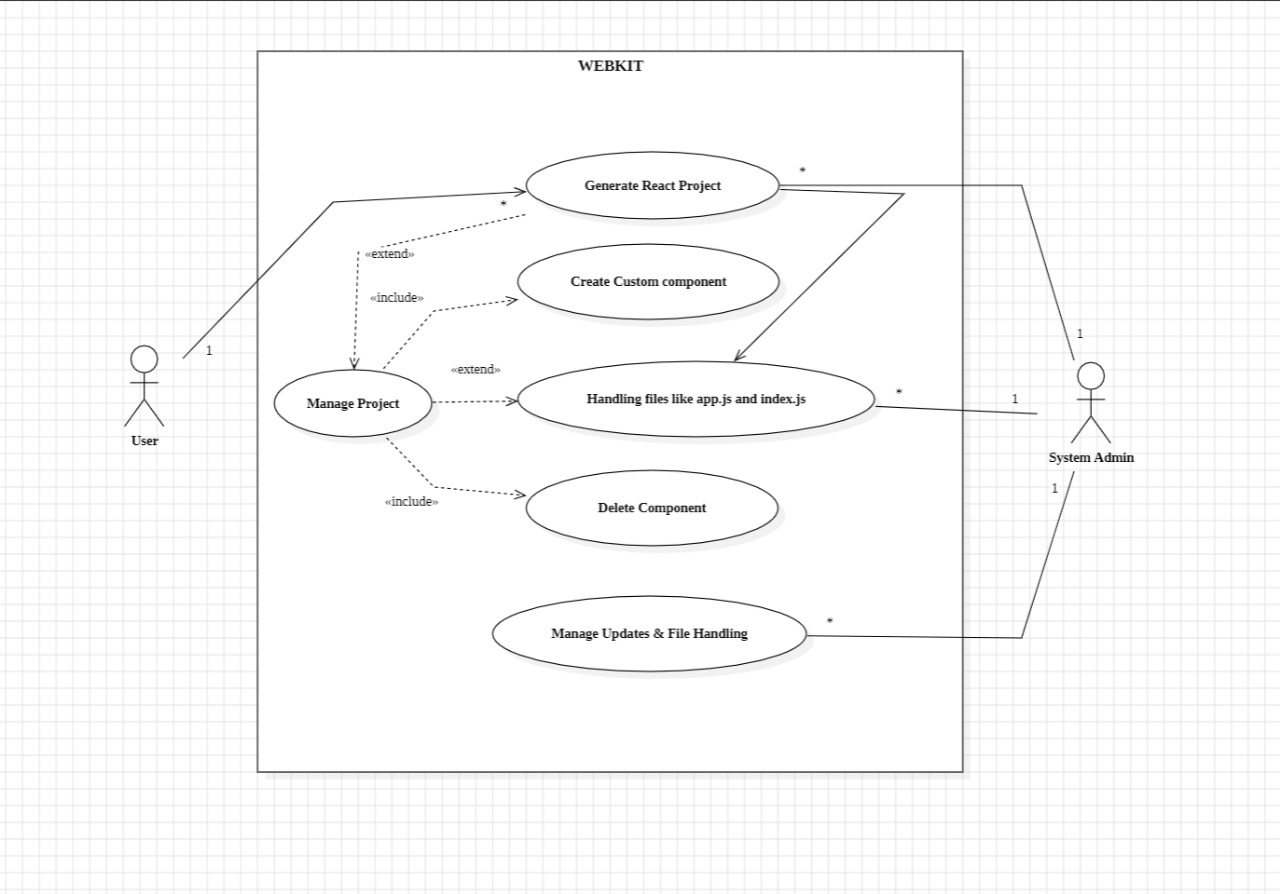 WEBKIT
*
Generate React Project
*
«extend»
Create Custom component
«include»
1
1
«extend»
Handling files like app.js and index.js
*
1
Manage Project
User
System Admin
1
«include»
Delete Component
*
Manage Updates & File Handling